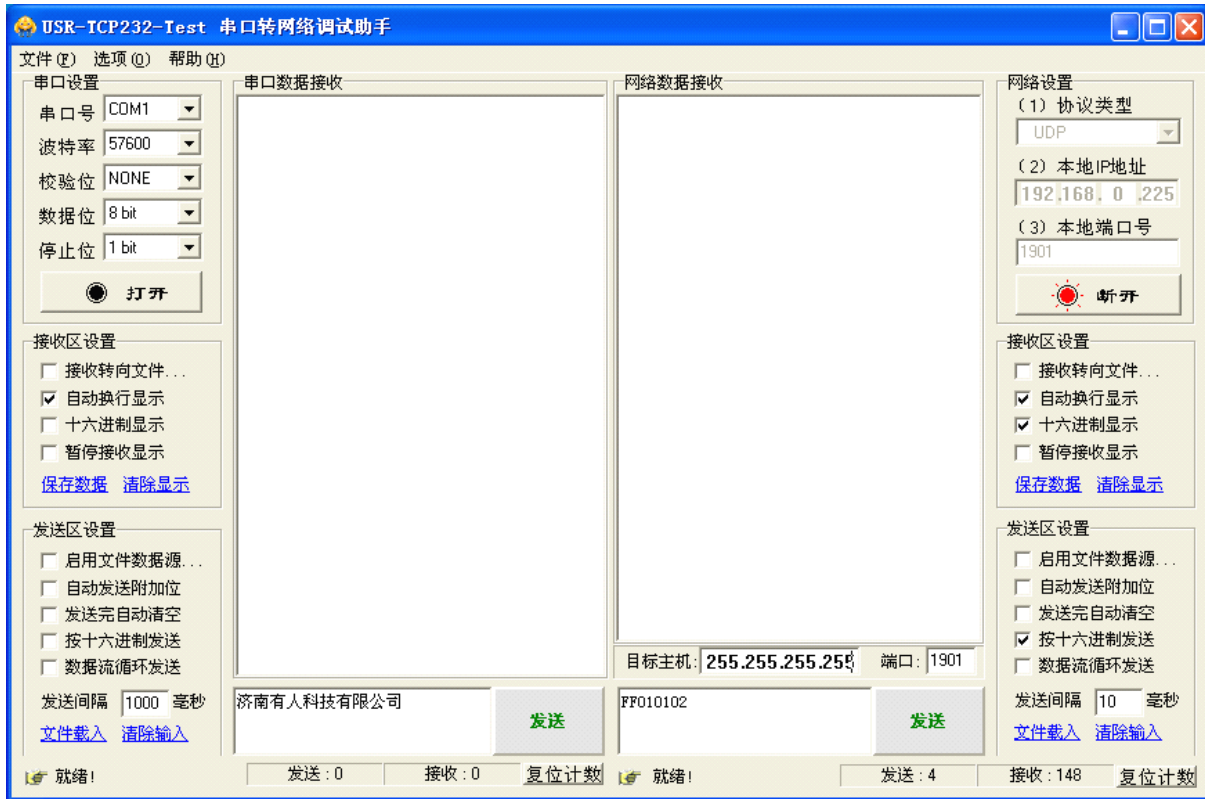 USR-TCP232-Test 串口转网络调试助手
文件(F) 选项(O) 帮助(H)
串口设置
串口号 COM1
波特率 57600
校验位 NONE
数据位 8 bit
停止位 1 bit
打开
接收区设置
接收转向文件...
自动换行显示
十六进制显示
暂停接收显示
保存数据 清除显示
发送区设置
启用文件数据源...
自动发送附加位
发送完自动清空
按十六进制发送
数据流循环发送
发送间隔 1000 毫秒
文件载入 清除输入
串口数据接收
济南有人科技有限公司
发送
网络数据接收
目标主机: 255.255.255.255 端口: 1901
FF010102
发送
网络设置
(1) 协议类型
UDP
(2) 本地IP地址
192.168. 0 .225
(3) 本地端口号
1901
断开
接收区设置
接收转向文件...
自动换行显示
十六进制显示
暂停接收显示
保存数据 清除显示
发送区设置
启用文件数据源...
自动发送附加位
发送完自动清空
按十六进制发送
数据流循环发送
发送间隔 10 毫秒
文件载入 清除输入
就绪! 发送:0 接收:0 复位计数
就绪! 发送:4 接收:148 复位计数